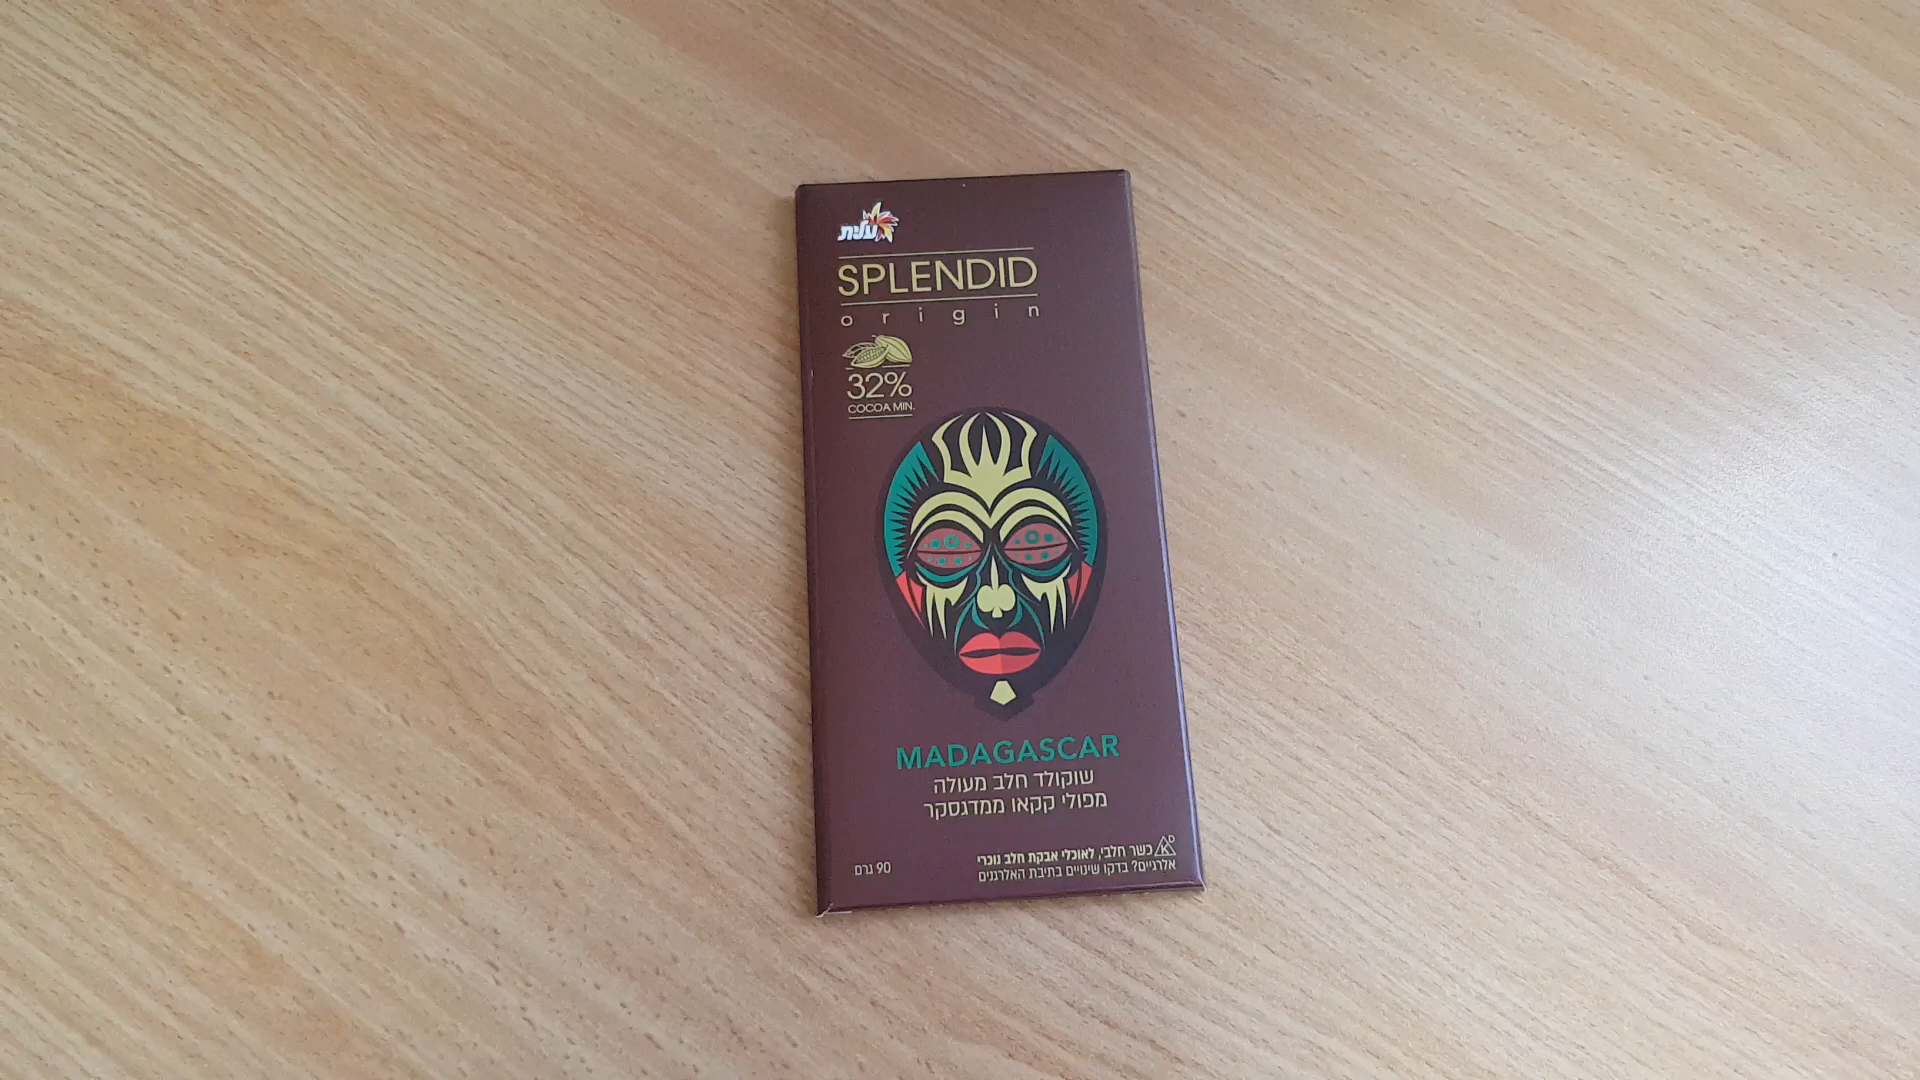 עלית
SPLENDID
origin
32%
COCOA MIN.
MADAGASCAR
שוקולד חלב מעולה
מפולי קקאו ממדגסקר
כשר חלבי, לאוכלי אבקת חלב נוכרי
אלרגיים? בדקו שינויים בתיבת האלרגנים
90 גרם